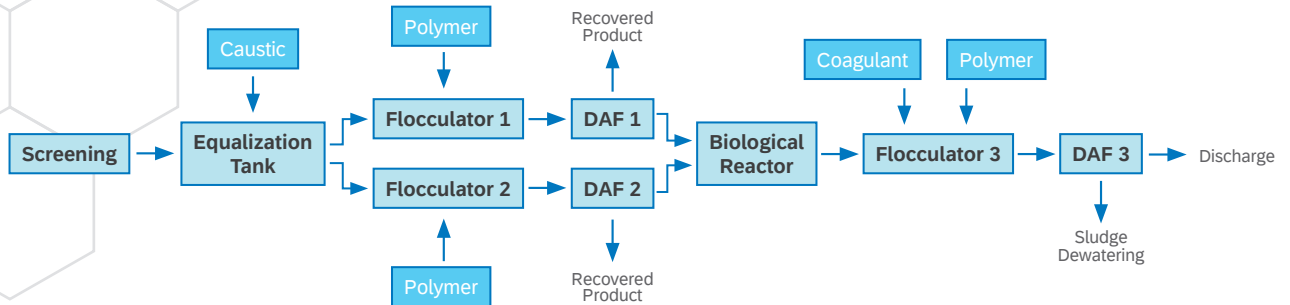 Polymer
Recovered
Product
Caustic
Coagulant
Polymer
Screening
Equalization
Tank
Flocculator 1
DAF 1
Flocculator 2
DAF 2
Biological
Reactor
Flocculator 3
DAF 3
Discharge
Polymer
Recovered
Product
Sludge
Dewatering